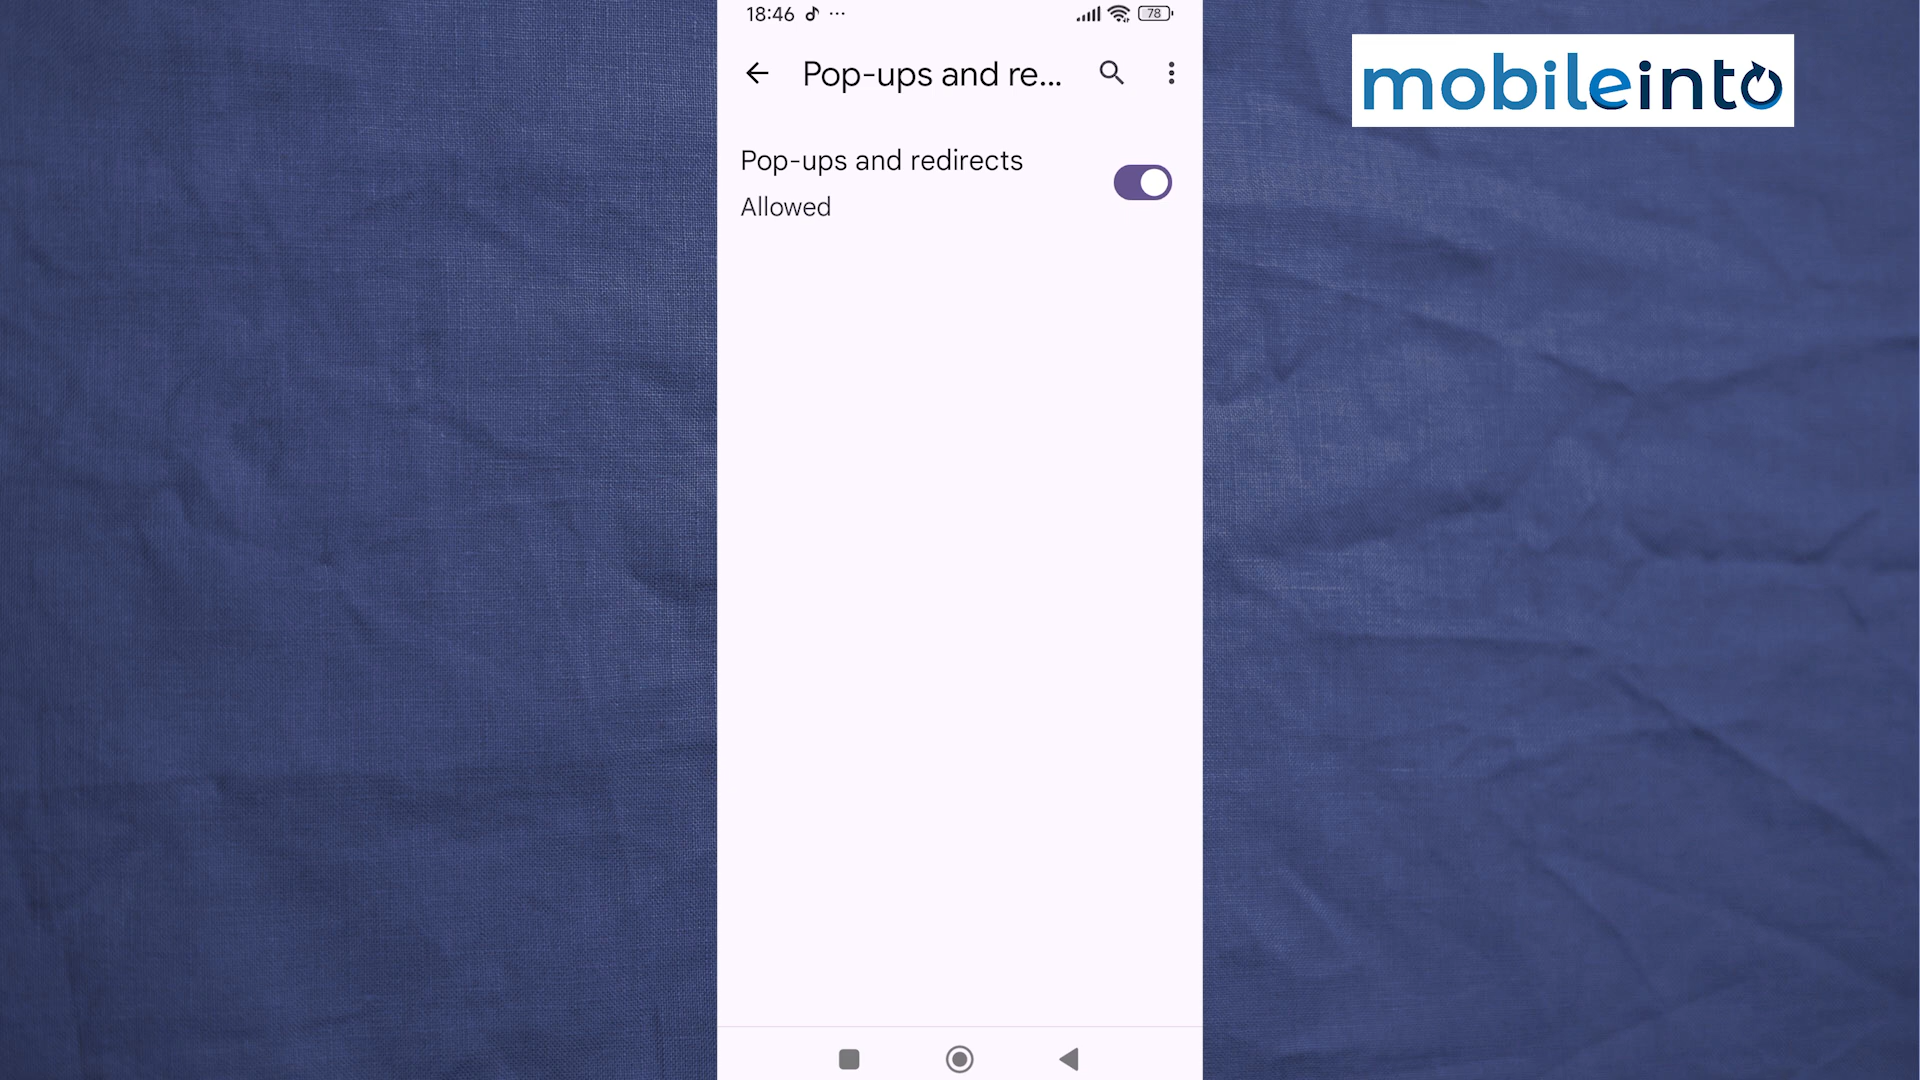 18:46 ...
78
Pop-ups and re...
mobileinto
Pop-ups and redirects
Allowed